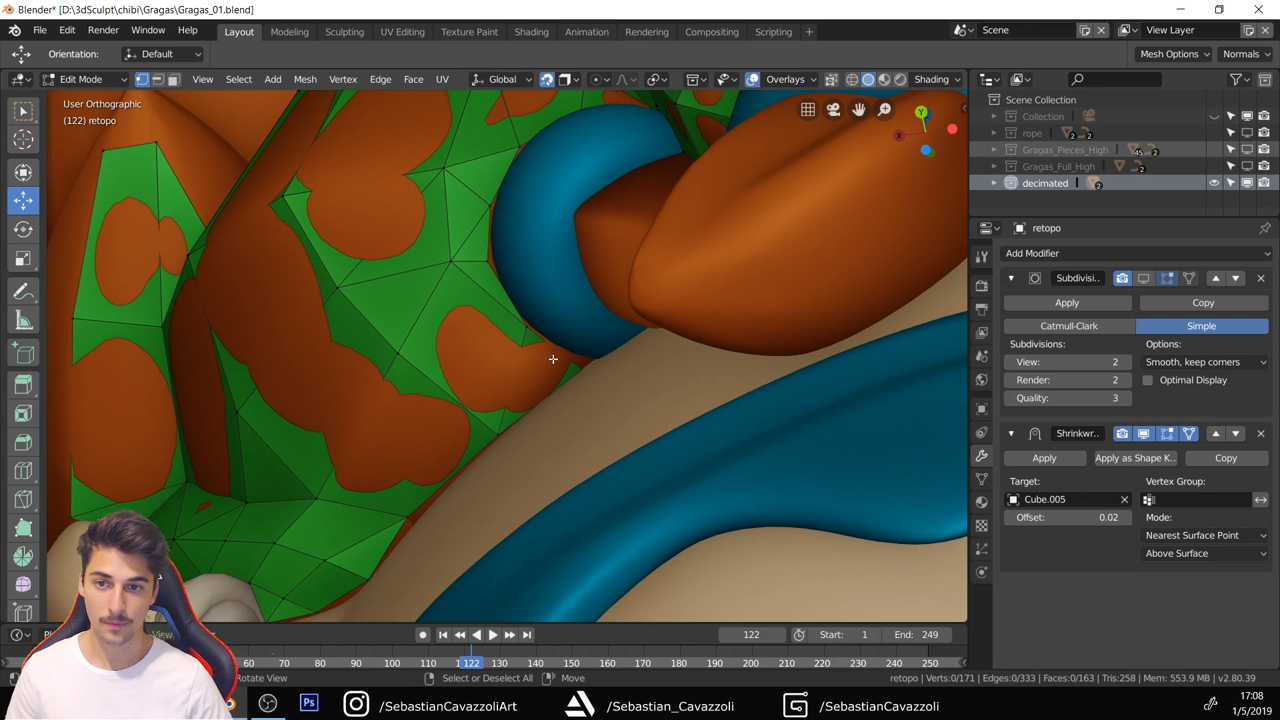 Blender* [D:\3dSculpt\chibi\Gragas\Gragas_01.blend]
File Edit Render Window Help Layout Modeling Sculpting UV Editing Texture Paint Shading Animation Rendering Compositing Scripting + Scene View Layer
Orientation: Default Mesh Options Normals
Edit Mode View Select Add Mesh Vertex Edge Face UV Global Overlays Shading
User Orthographic
(122) retopo
Scene Collection
Collection
rope 2 2
Gragas_Pieces_High 45 2
Gragas_Full_High 2
decimated 2
retopo
Add Modifier
Subdivisi..
Apply Copy
Catmull-Clark Simple
Subdivisions: Options:
View: 2 Smooth, keep corners
Render: 2 Optimal Display
Quality: 3
Shrinkwr..
Apply Apply as Shape K.. Copy
Target: Vertex Group:
Cube.005
Offset: 0.02 Mode:
Nearest Surface Point
Above Surface
View 122 Start: 1 End: 249
60 70 80 90 100 110 122 130 140 150 160 170 180 190 200 210 220 230 240 250
Rotate View Select or Deselect All Move retopo | Verts:0/171 | Edges:0/333 | Faces:0/163 | Tris:258 | Mem: 553.9 MB | v2.80.39
Ps /SebastianCavazzoliArt /Sebastian_Cavazzoli /SebastianCavazzoli
17:08
1/5/2019